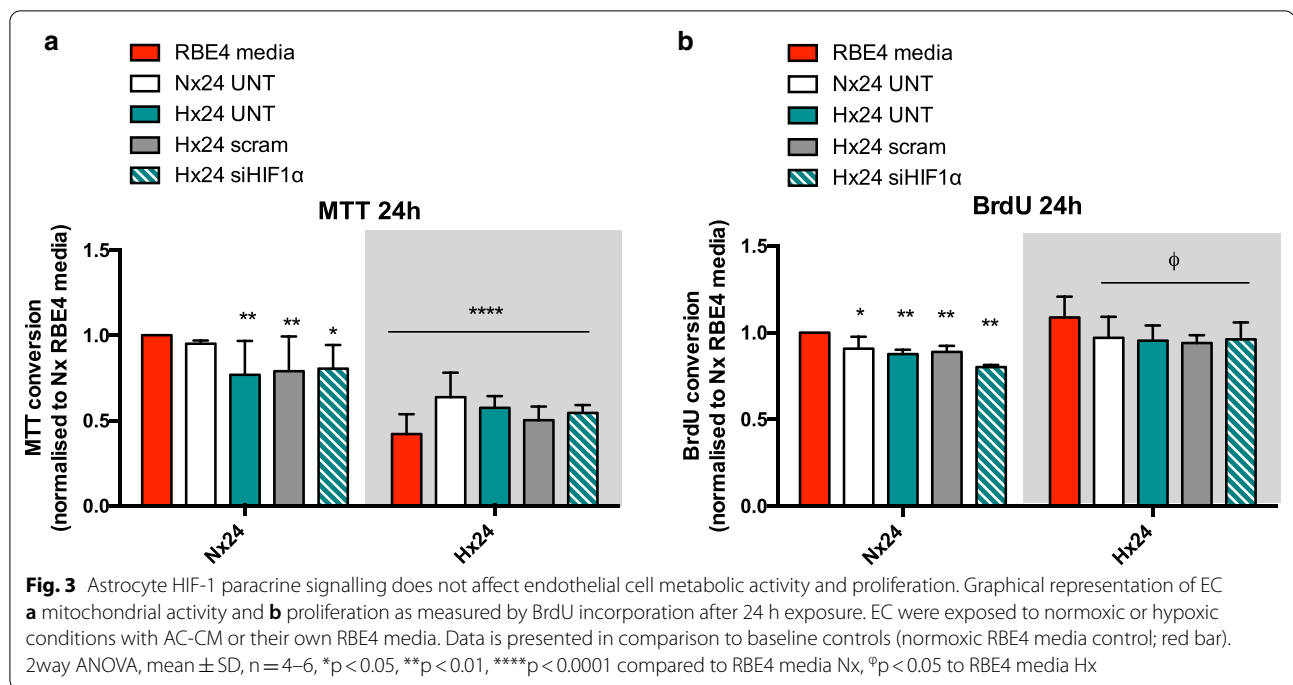 a
RBE4 media
Nx24 UNT
Hx24 UNT
Hx24 scram
Hx24 siHIF1α
MTT 24h
MTT conversion
(normalised to Nx RBE4 media)
1.5
1.0
0.5
0.0
**
**
*
****
Nx24
Hx24
b
RBE4 media
Nx24 UNT
Hx24 UNT
Hx24 scram
Hx24 siHIF1α
BrdU 24h
BrdU conversion
(normalised to Nx RBE4 media)
1.5
1.0
0.5
0.0
*
**
**
**
ϕ
Nx24
Hx24
Fig. 3 Astrocyte HIF-1 paracrine signalling does not affect endothelial cell metabolic activity and proliferation. Graphical representation of EC
a mitochondrial activity and b proliferation as measured by BrdU incorporation after 24 h exposure. EC were exposed to normoxic or hypoxic
conditions with AC-CM or their own RBE4 media. Data is presented in comparison to baseline controls (normoxic RBE4 media control; red bar).
2way ANOVA, mean ± SD, n = 4–6, *p < 0.05, **p < 0.01, ****p < 0.0001 compared to RBE4 media Nx, φp < 0.05 to RBE4 media Hx